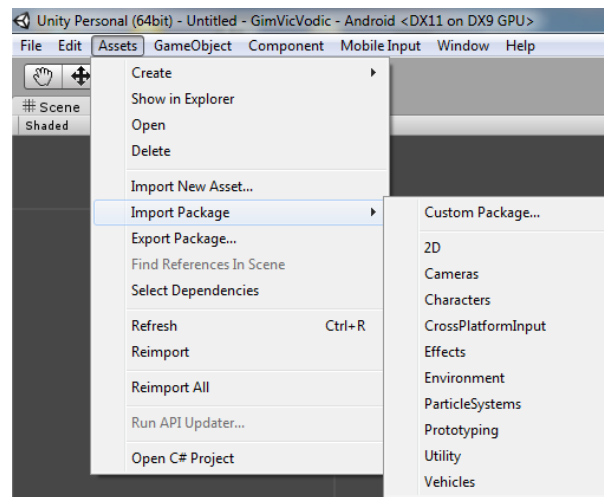 Unity Personal (64bit) - Untitled - GimVicVodic - Android <DX11 on DX9 GPU>
File Edit Assets GameObject Component Mobile Input Window Help
# Scene
Shaded
Create
Show in Explorer
Open
Delete
Import New Asset...
Import Package
Export Package...
Find References In Scene
Select Dependencies
Refresh Ctrl+R
Reimport
Reimport All
Run API Updater...
Open C# Project
Custom Package...
2D
Cameras
Characters
CrossPlatformInput
Effects
Environment
ParticleSystems
Prototyping
Utility
Vehicles